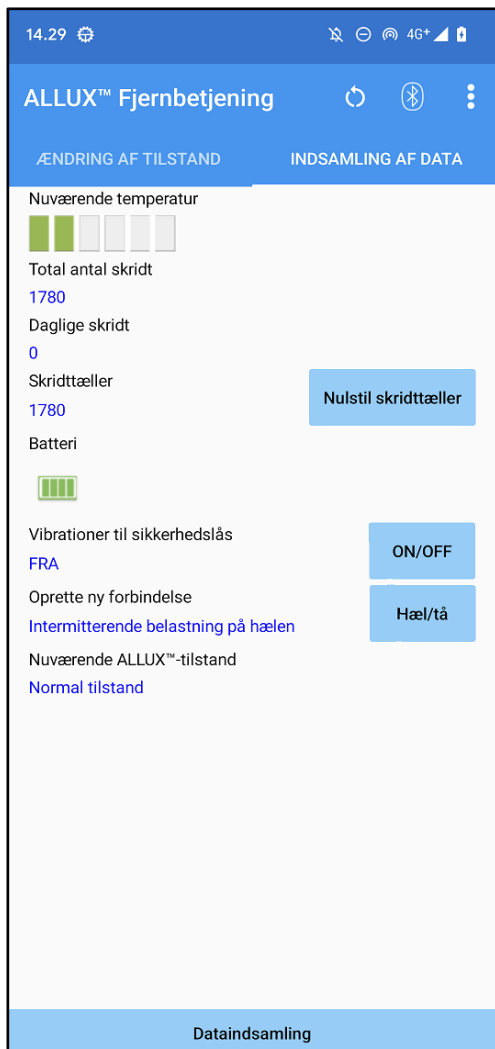 14.29
4G+
ALLUX™ Fjernbetjening
ÆNDRING AF TILSTAND
INDSAMLING AF DATA
Nuværende temperatur
Total antal skridt
1780
Daglige skridt
0
Skridttæller
1780
Nulstil skridttæller
Batteri
Vibrationer til sikkerhedslås
FRA
ON/OFF
Oprette ny forbindelse
Intermitterende belastning på hælen
Hæl/tå
Nuværende ALLUX™-tilstand
Normal tilstand
Dataindsamling